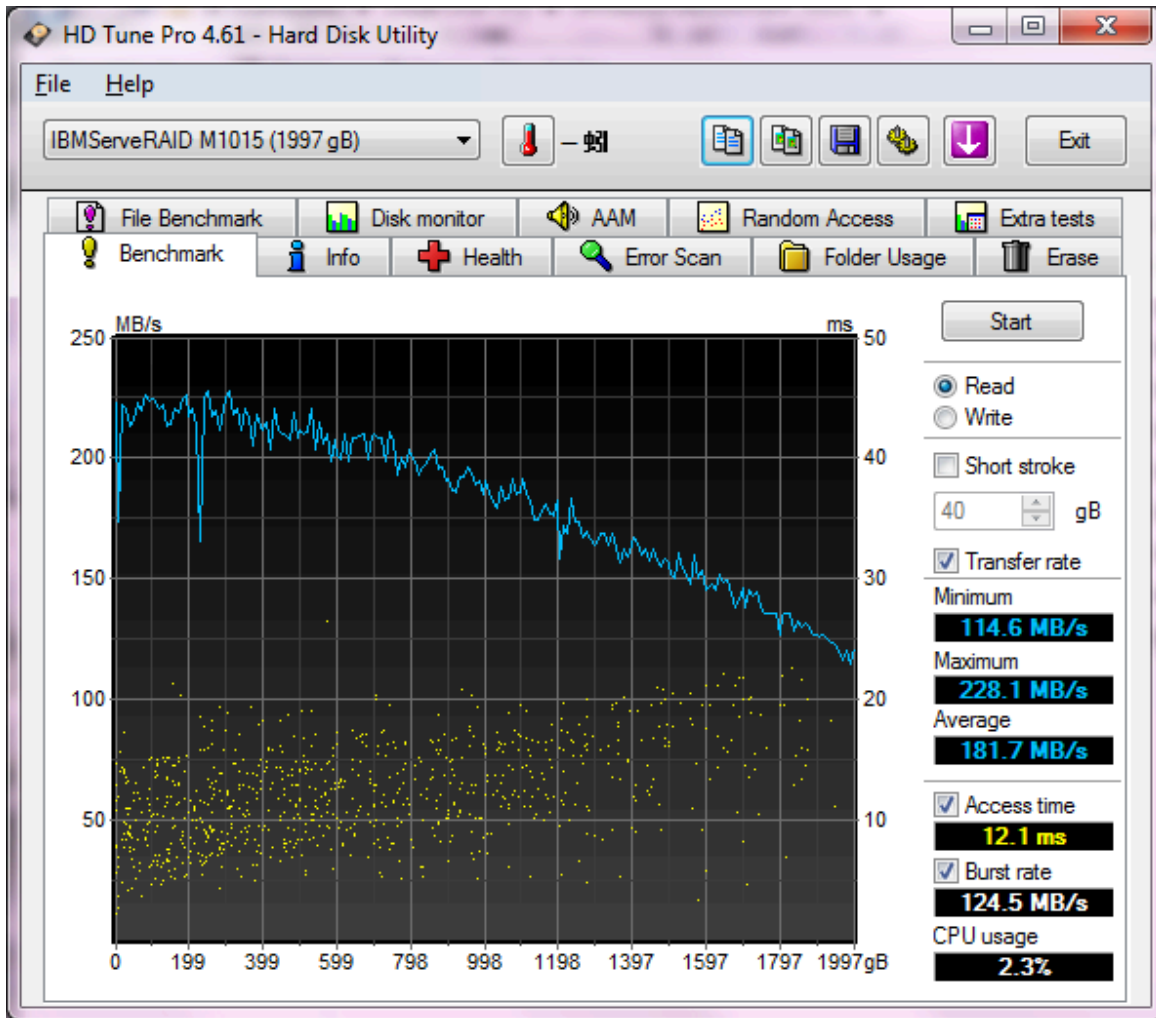 HD Tune Pro 4.61 - Hard Disk Utility
File Help
IBMServeRAID M1015 (1997 gB)
Exit
File Benchmark Disk monitor AAM Random Access Extra tests
Benchmark Info Health Error Scan Folder Usage Erase
Start
MB/s ms
250 50
200 40
150 30
100 20
50 10
0 199 399 599 798 998 1198 1397 1597 1797 1997gB
Read
Write
Short stroke
40 gB
Transfer rate
Minimum
114.6 MB/s
Maximum
228.1 MB/s
Average
181.7 MB/s
Access time
12.1 ms
Burst rate
124.5 MB/s
CPU usage
2.3%